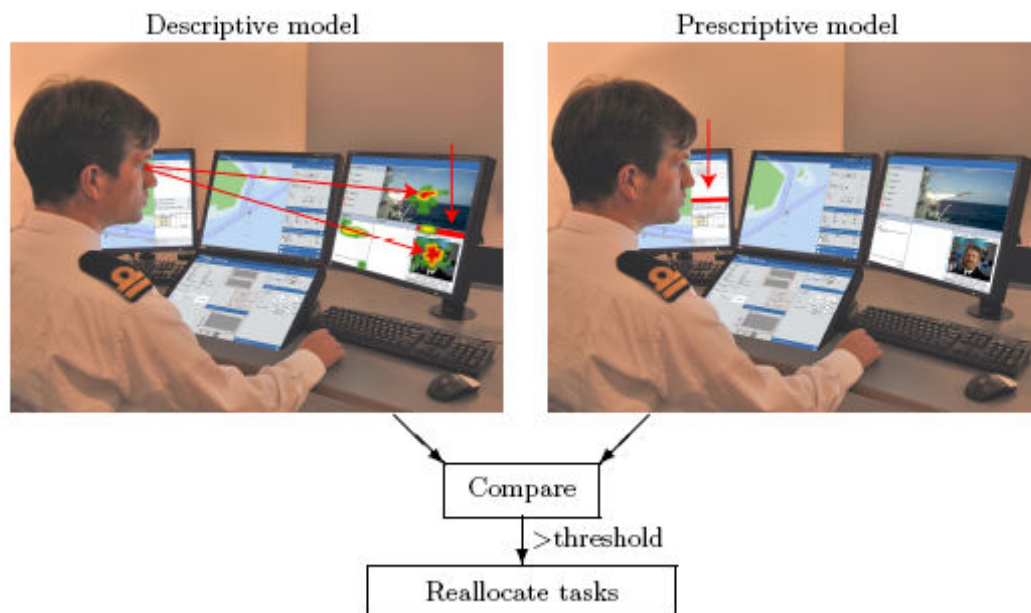 Descriptive model
Prescriptive model
Compare
>threshold
Reallocate tasks